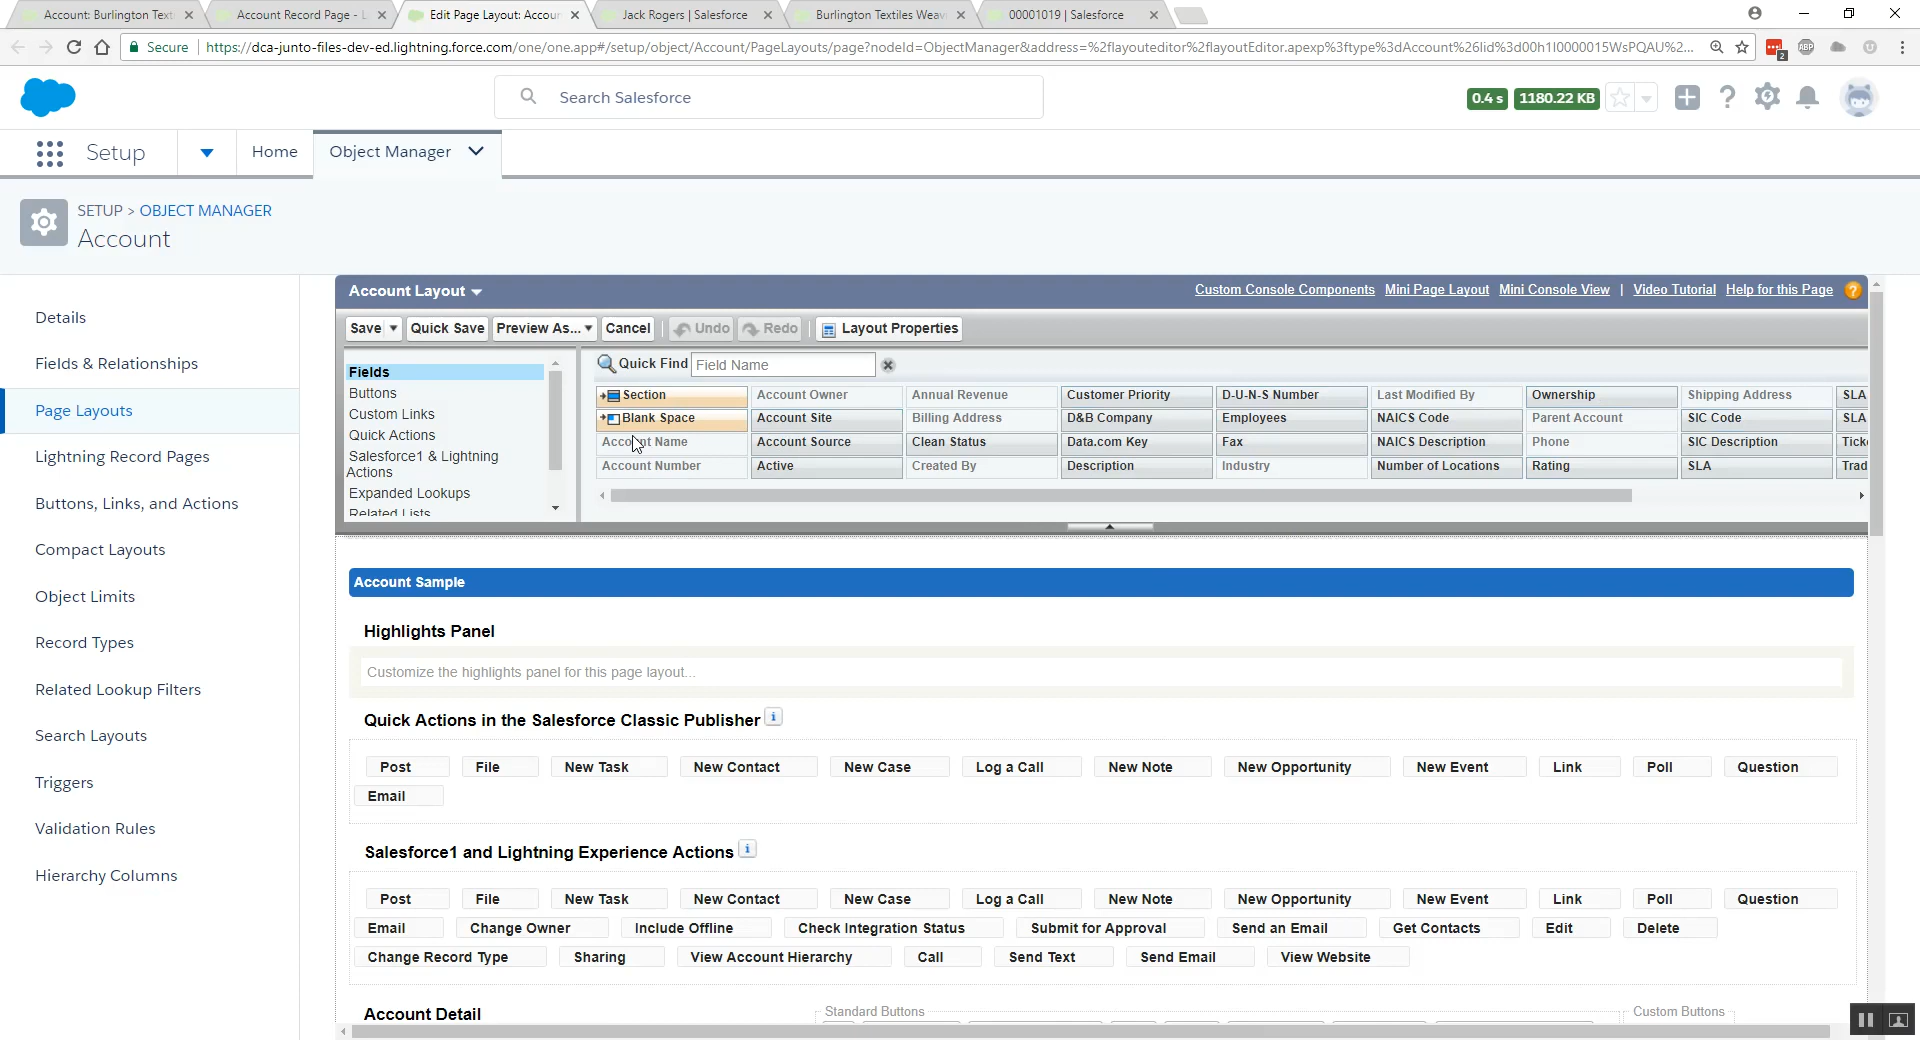 Account: Burlington Text
Account Record Page - L
Edit Page Layout: Accour
Jack Rogers | Salesforce
Burlington Textiles Weav
00001019 | Salesforce
Secure
https://dca-junto-files-dev-ed.lightning.force.com/one/one.app#/setup/object/Account/PageLayouts/page?nodeId=ObjectManager&address=%2flayouteditor%2flayoutEditor.apexp%3ftype%3dAccount%26lid%3d00h1I0000015WsPQAU%2...
2
ABP
Search Salesforce
0.4 s
1180.22 KB
Setup
Home
Object Manager
SETUP > OBJECT MANAGER
Account
Details
Fields & Relationships
Page Layouts
Lightning Record Pages
Buttons, Links, and Actions
Compact Layouts
Object Limits
Record Types
Related Lookup Filters
Search Layouts
Triggers
Validation Rules
Hierarchy Columns
Account Layout
Custom Console Components Mini Page Layout Mini Console View | Video Tutorial Help for this Page
Save Quick Save Preview As... Cancel Undo Redo Layout Properties
Fields
Buttons
Custom Links
Quick Actions
Salesforce1 & Lightning
Actions
Expanded Lookups
Related Lists
Quick Find Field Name
Section Account Owner Annual Revenue Customer Priority D-U-N-S Number Last Modified By Ownership Shipping Address SLA
Blank Space Account Site Billing Address D&B Company Employees NAICS Code Parent Account SIC Code SLA
Account Name Account Source Clean Status Data.com Key Fax NAICS Description Phone SIC Description Tick
Account Number Active Created By Description Industry Number of Locations Rating SLA Trad
Account Sample
Highlights Panel
Customize the highlights panel for this page layout...
Quick Actions in the Salesforce Classic Publisher
Post File New Task New Contact New Case Log a Call New Note New Opportunity New Event Link Poll Question
Email
Salesforce1 and Lightning Experience Actions
Post File New Task New Contact New Case Log a Call New Note New Opportunity New Event Link Poll Question
Email Change Owner Include Offline Check Integration Status Submit for Approval Send an Email Get Contacts Edit Delete
Change Record Type Sharing View Account Hierarchy Call Send Text Send Email View Website
Account Detail
Standard Buttons
Custom Buttons